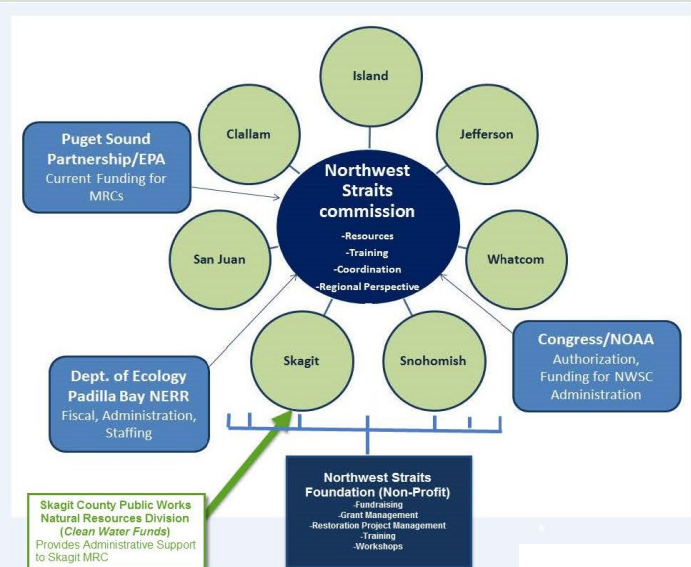 Island
Clallam
Jefferson
Puget Sound
Partnership/EPA
Current Funding for
MRCs
Northwest
Straits
commission
-Resources
-Training
-Coordination
-Regional Perspective
San Juan
Whatcom
Skagit
Snohomish
Congress/NOAA
Authorization,
Funding for NWSC
Administration
Dept. of Ecology
Padilla Bay NERR
Fiscal, Administration,
Staffing
Northwest Straits
Foundation (Non-Profit)
-Fundraising
-Grant Management
-Restoration Project Management
-Training
-Workshops
Skagit County Public Works
Natural Resources Division
(Clean Water Funds)
Provides Administrative Support
to Skagit MRC